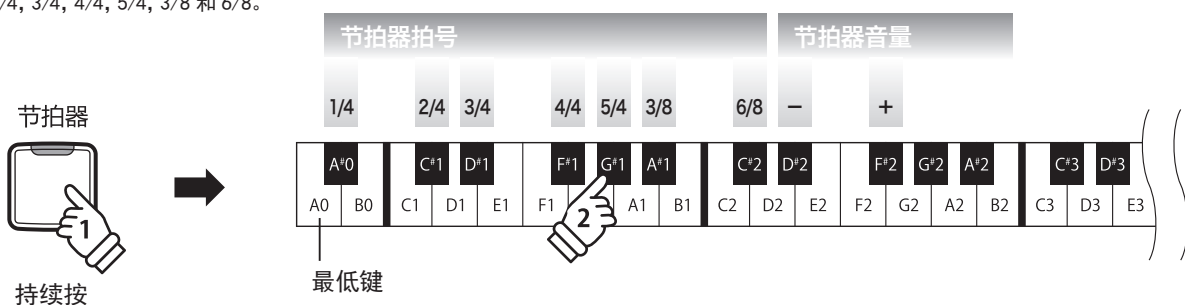 /4, 3/4, 4/4, 5/4, 3/8 和 6/8。
节拍器拍号 节拍器音量
1/4 2/4 3/4 4/4 5/4 3/8 6/8 − +
节拍器
A#0 C#1 D#1 F#1 G#1 A#1 C#2 D#2 F#2 G#2 A#2 C#3 D#3
A0 B0 C1 D1 E1 F1 A1 B1 C2 D2 E2 F2 G2 A2 B2 C3 D3 E3
1 2
最低键
持续按